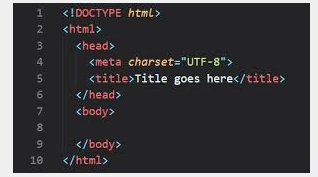 1 <!DOCTYPE html>
2 <html>
3 <head>
4 <meta charset="UTF-8">
5 <title>Title goes here</title>
6 </head>
7 <body>
8
9 </body>
10 </html>